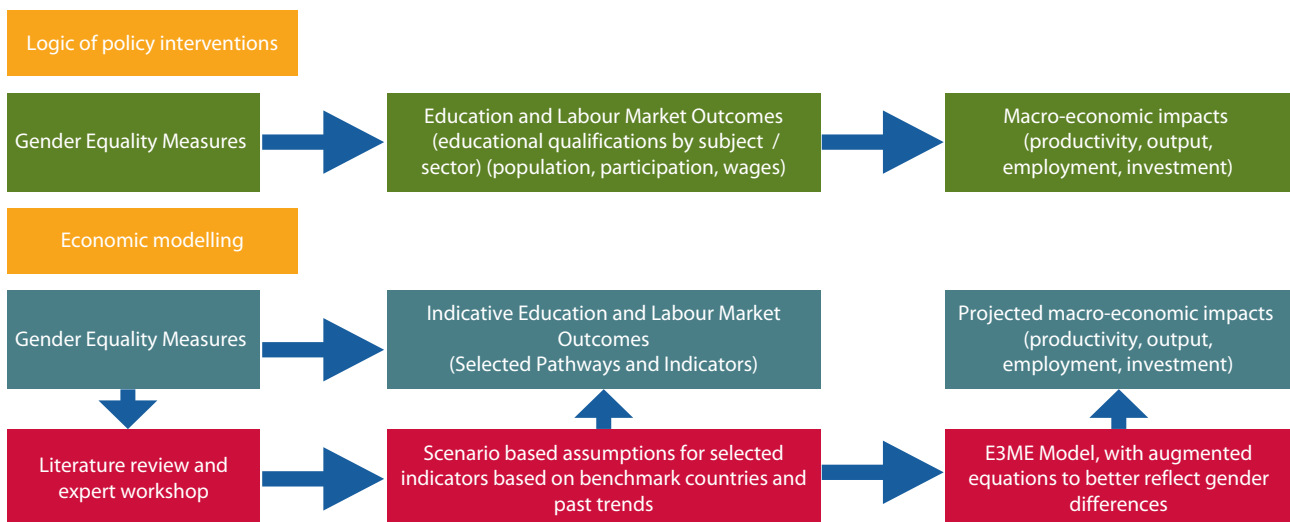 Logic of policy interventions
Gender Equality Measures
Education and Labour Market Outcomes
(educational qualifications by subject /
sector) (population, participation, wages)
Macro-economic impacts
(productivity, output,
employment, investment)
Economic modelling
Gender Equality Measures
Indicative Education and Labour Market
Outcomes
(Selected Pathways and Indicators)
Projected macro-economic impacts
(productivity, output,
employment, investment)
Literature review and
expert workshop
Scenario based assumptions for selected
indicators based on benchmark countries and
past trends
E3ME Model, with augmented
equations to better reflect gender
differences